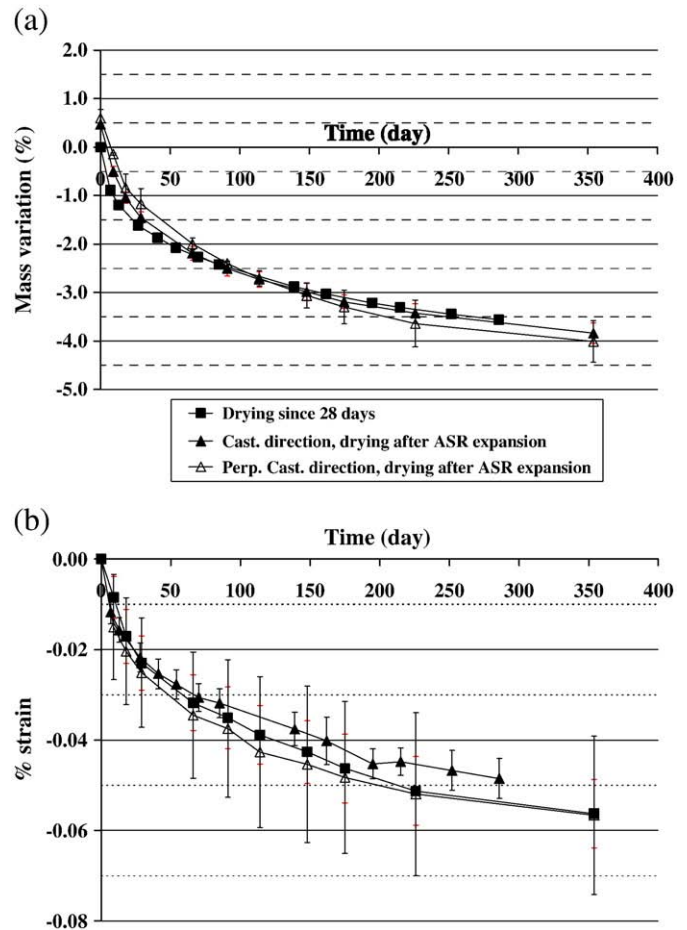 (a)
2.0
1.0
Time (day)
0.0
0 50 100 150 200 250 300 350 400
-1.0
-2.0
-3.0
-4.0
-5.0
Mass variation (%)
Drying since 28 days
Cast. direction, drying after ASR expansion
Perp. Cast. direction, drying after ASR expansion
(b)
Time (day)
0.00
0 50 100 150 200 250 300 350 400
-0.02
-0.04
-0.06
-0.08
% strain